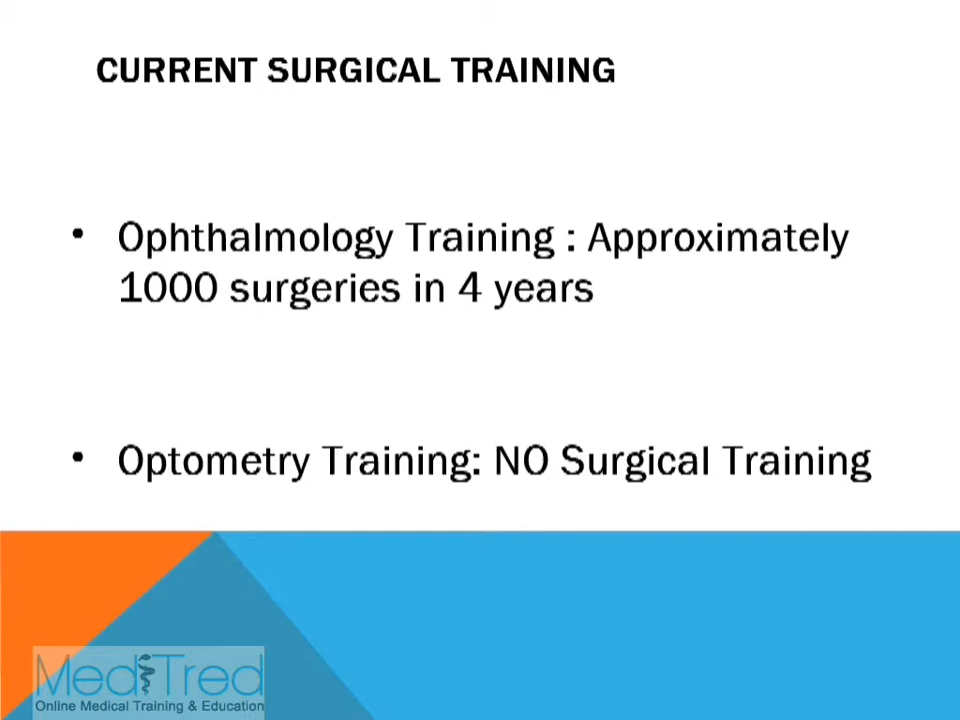 CURRENT SURGICAL TRAINING
• Ophthalmology Training : Approximately
1000 surgeries in 4 years
• Optometry Training: NO Surgical Training
MediTred
Online Medical Training & Education